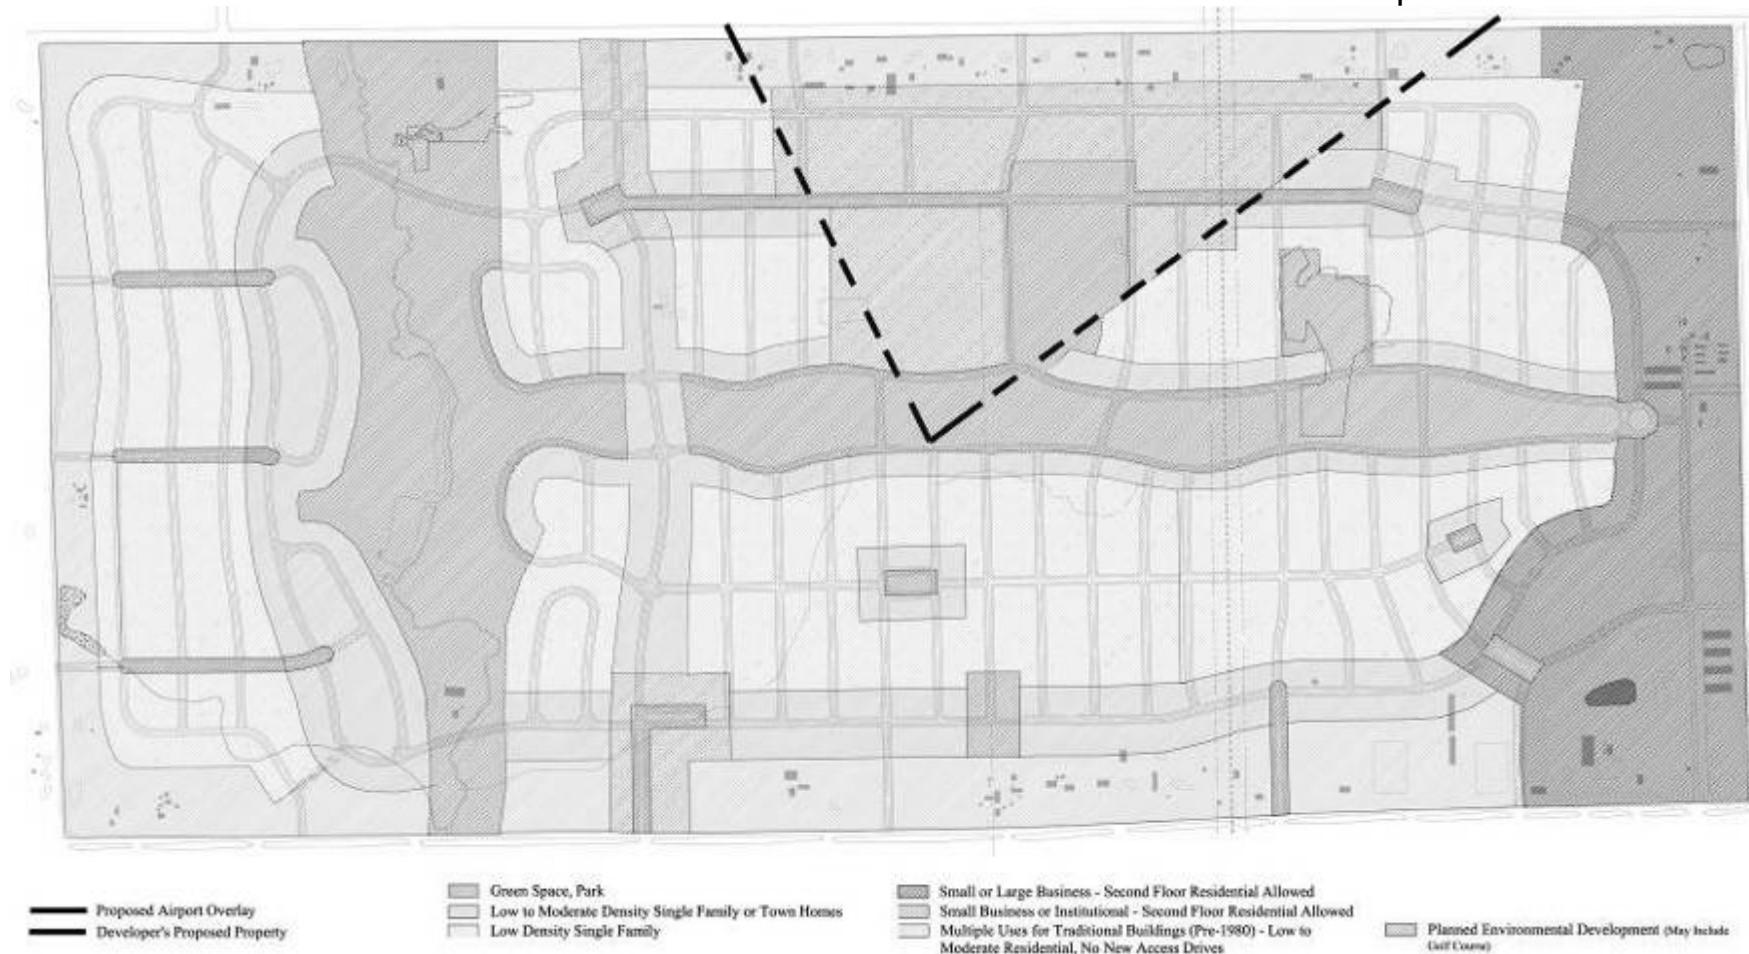 Proposed Airport Overlay
Developer's Proposed Property
Green Space, Park
Low to Moderate Density Single Family or Town Homes
Low Density Single Family
Small or Large Business - Second Floor Residential Allowed
Small Business or Institutional - Second Floor Residential Allowed
Multiple Uses for Traditional Buildings (Pre-1980) - Low to
Moderate Residential, No New Access Drives
Planned Environmental Development (May Include
Golf Course)